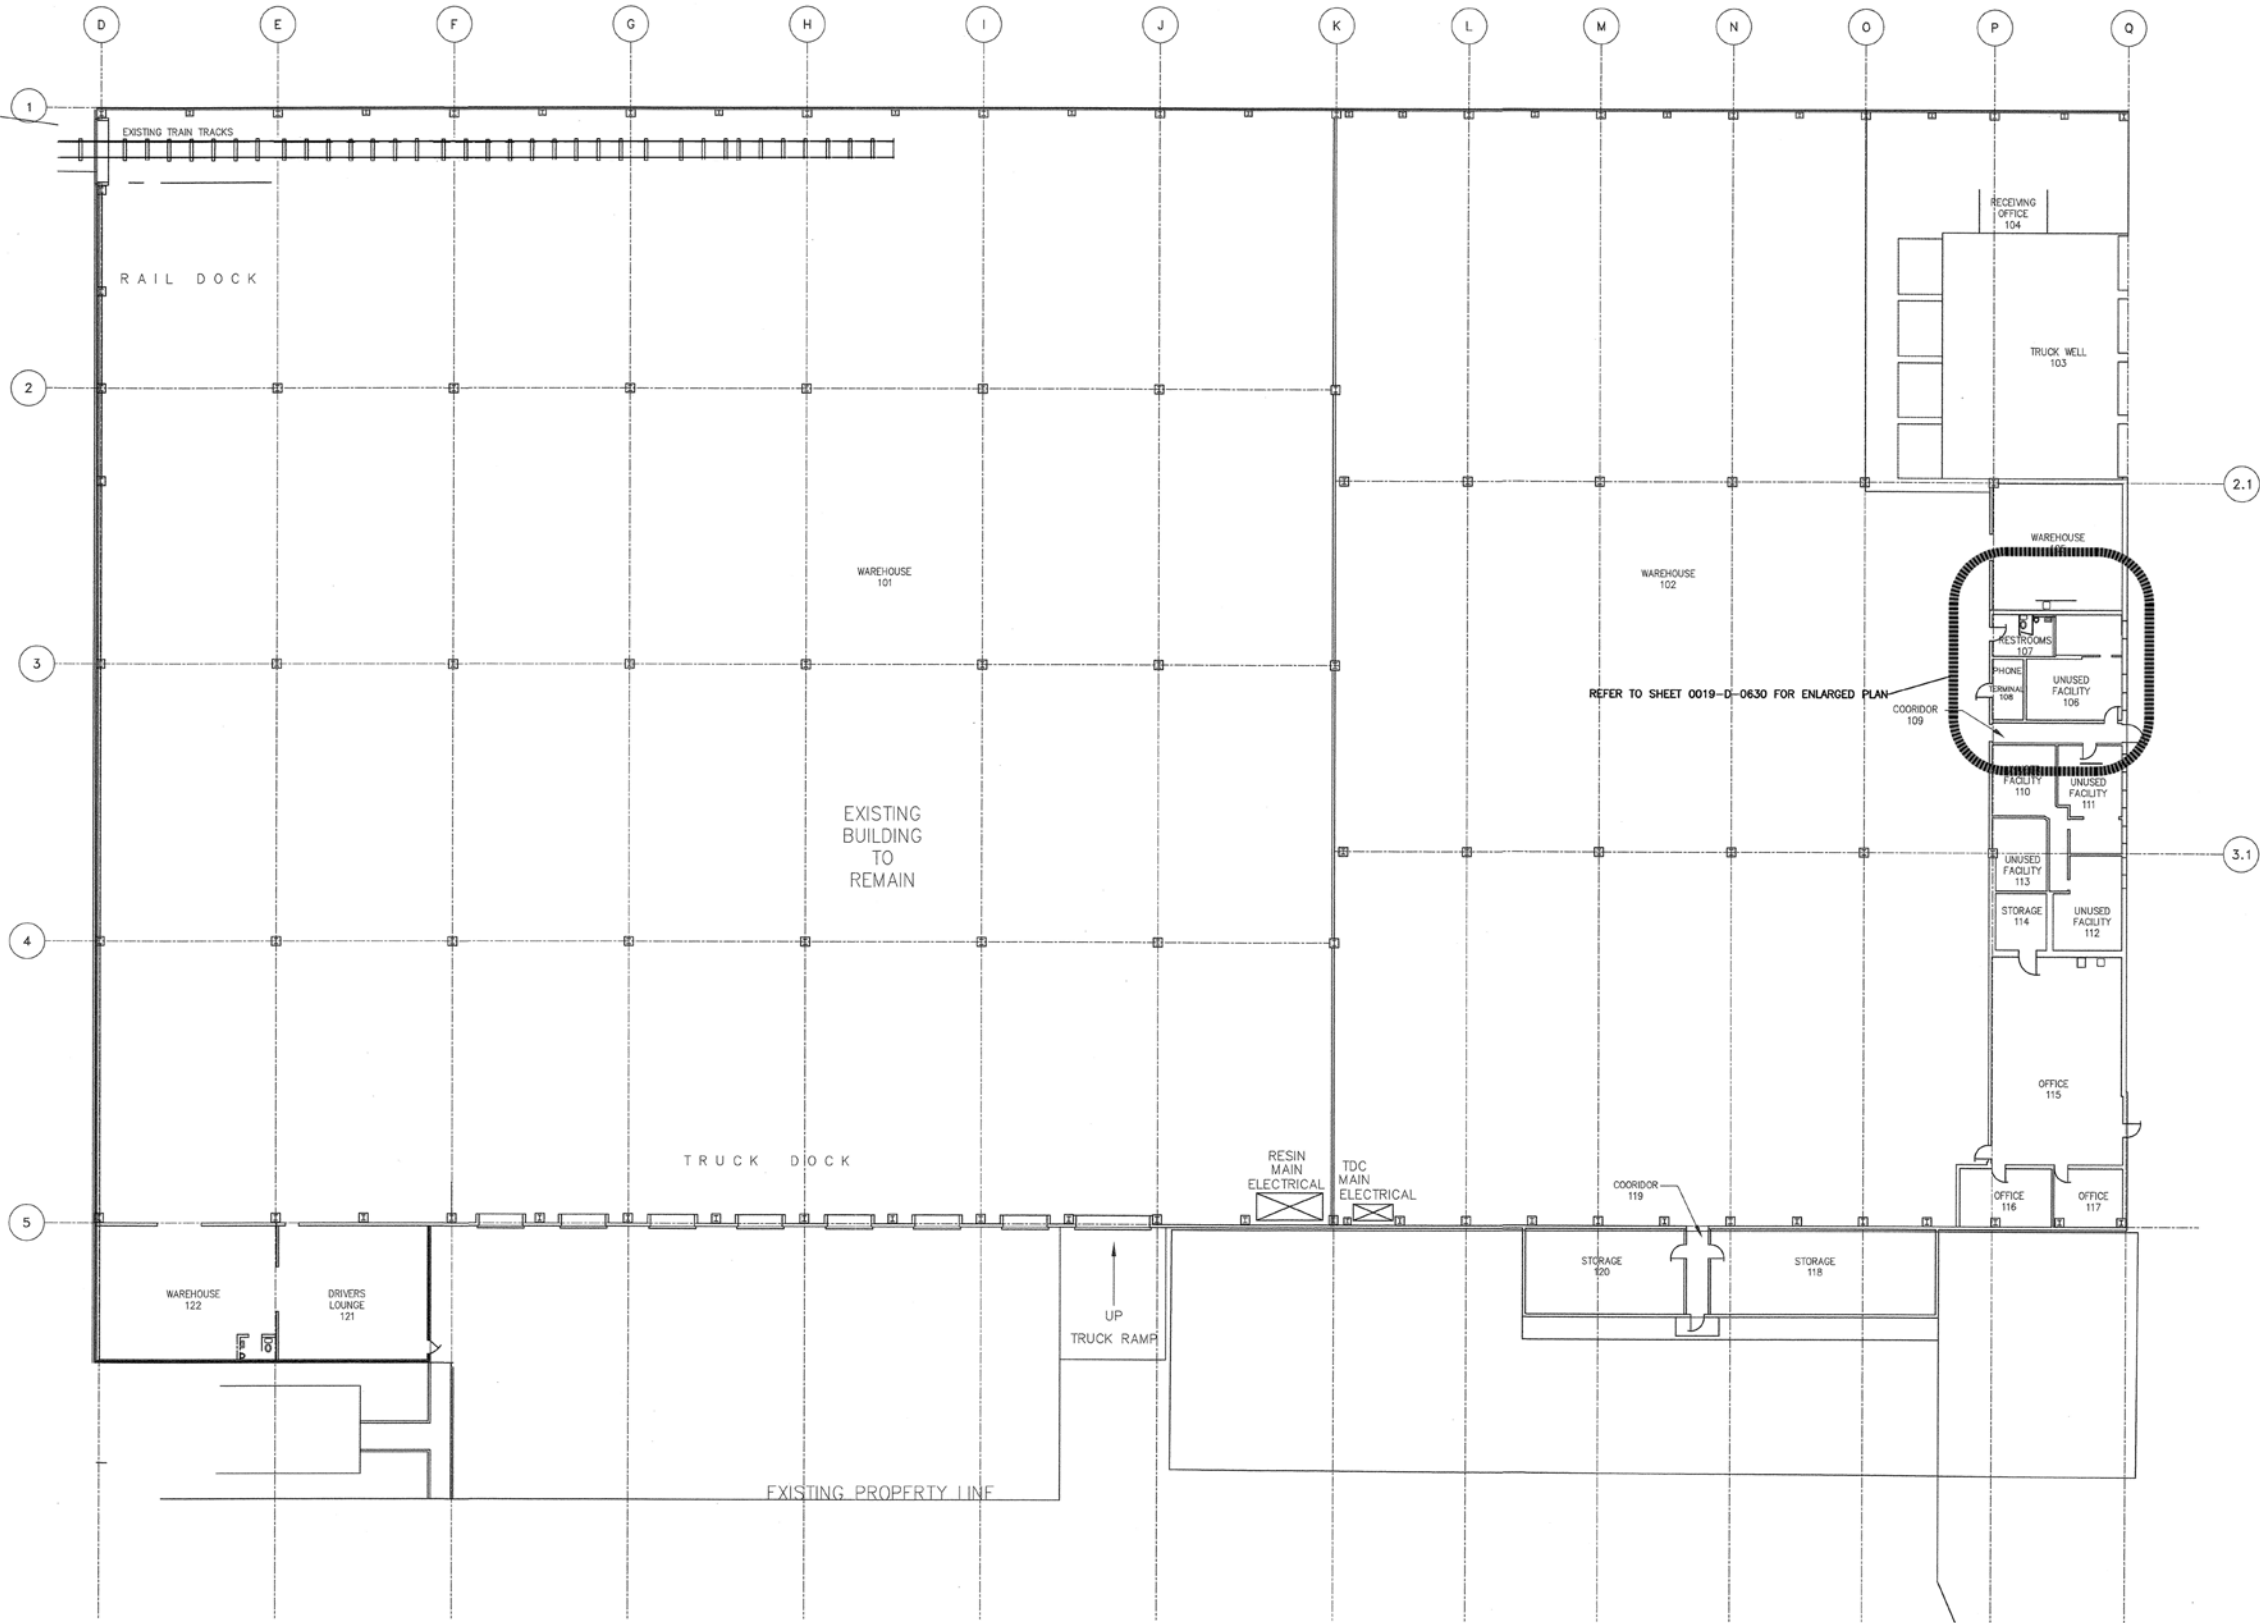 D
E
F
G
H
I
J
K
L
M
N
O
P
Q
1
EXISTING TRAIN TRACKS
RECEIVING
OFFICE
104
RAIL DOCK
TRUCK WELL
103
2
2.1
WAREHOUSE
WAREHOUSE
101
WAREHOUSE
102
RESTROOMS
107
3
PHONE
TERMINAL
108
UNUSED
FACILITY
106
REFER TO SHEET 0019-D-0630 FOR ENLARGED PLAN
COORIDOR
109
FACILITY
110
UNUSED
FACILITY
111
EXISTING
BUILDING
TO
REMAIN
3.1
UNUSED
FACILITY
113
STORAGE
114
UNUSED
FACILITY
112
4
OFFICE
115
TRUCK DOCK
RESIN
MAIN
ELECTRICAL
TDC
MAIN
ELECTRICAL
COORIDOR
119
OFFICE
116
OFFICE
117
5
STORAGE
120
STORAGE
118
WAREHOUSE
122
DRIVERS
LOUNGE
121
UP
TRUCK RAMP
EXISTING PROPERTY LINE